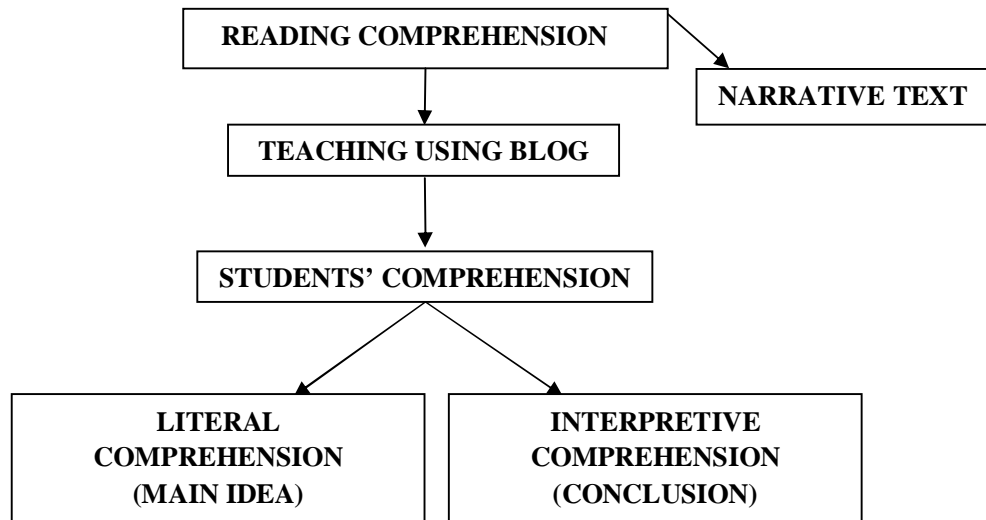 READING COMPREHENSION
NARRATIVE TEXT
TEACHING USING BLOG
STUDENTS’ COMPREHENSION
LITERAL
COMPREHENSION
(MAIN IDEA)
INTERPRETIVE
COMPREHENSION
(CONCLUSION)